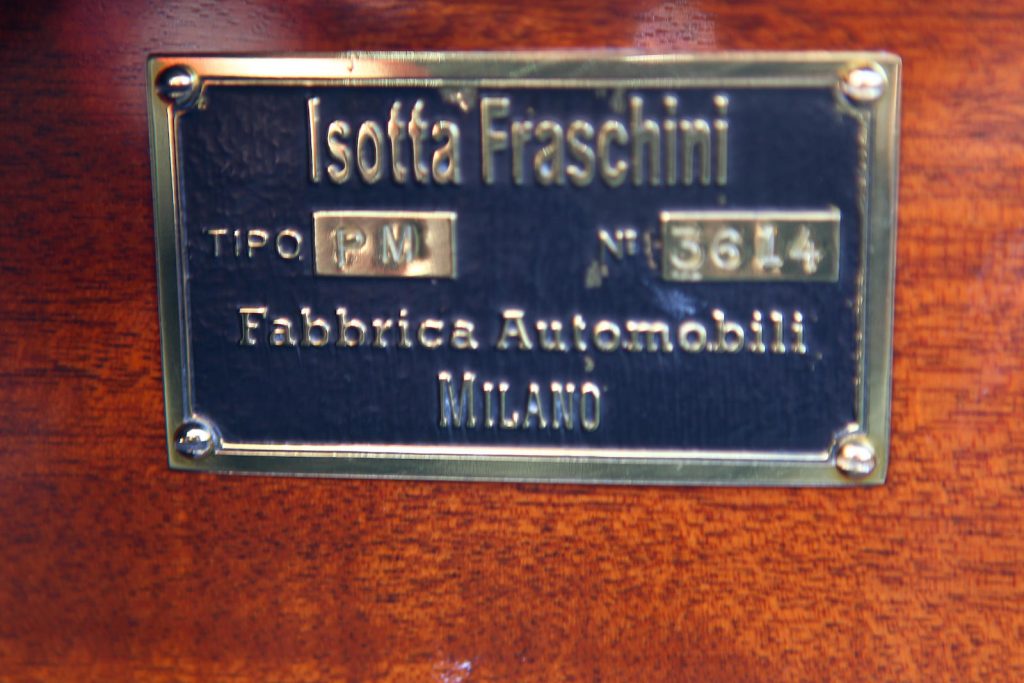 Isotta Fraschini
TIPO PM Nº 3614
Fabbrica Automobili
MILANO